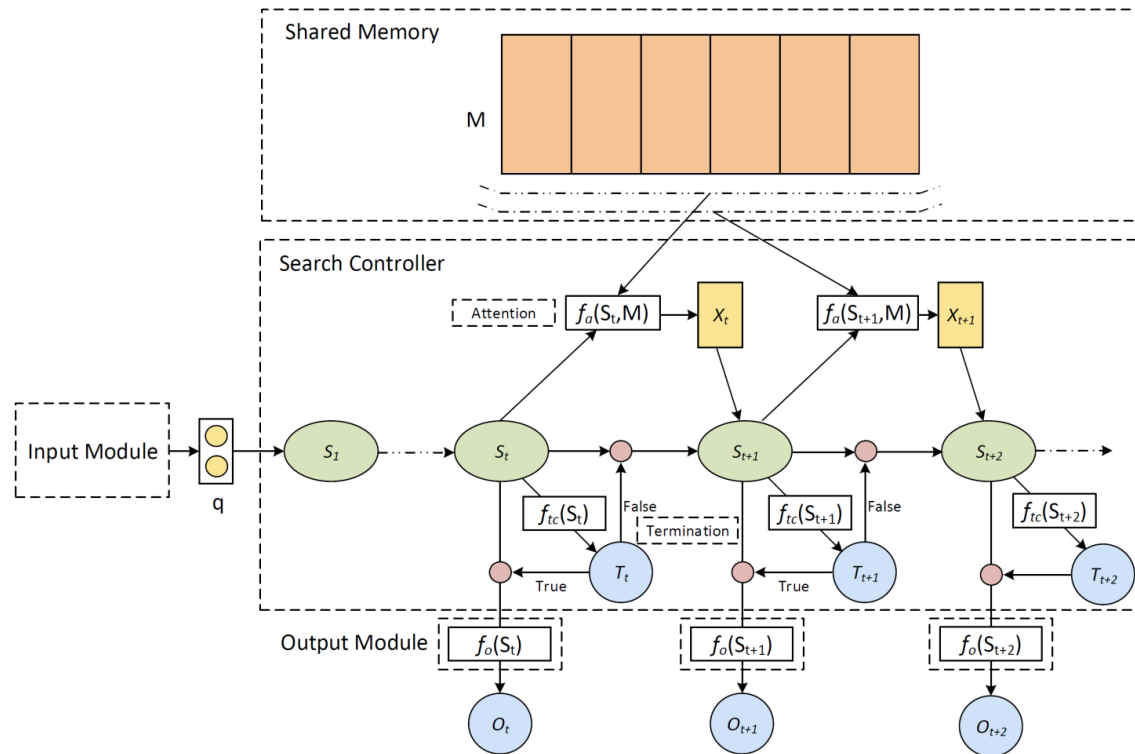 Shared Memory
M
Search Controller
Attention
fa(St,M)
Xt
fa(St+1,M)
Xt+1
Input Module
q
S1
St
St+1
St+2
ftc(St)
False
Termination
ftc(St+1)
False
ftc(St+2)
Tt
True
Tt+1
True
Tt+2
Output Module
fo(St)
fo(St+1)
fo(St+2)
Ot
Ot+1
Ot+2